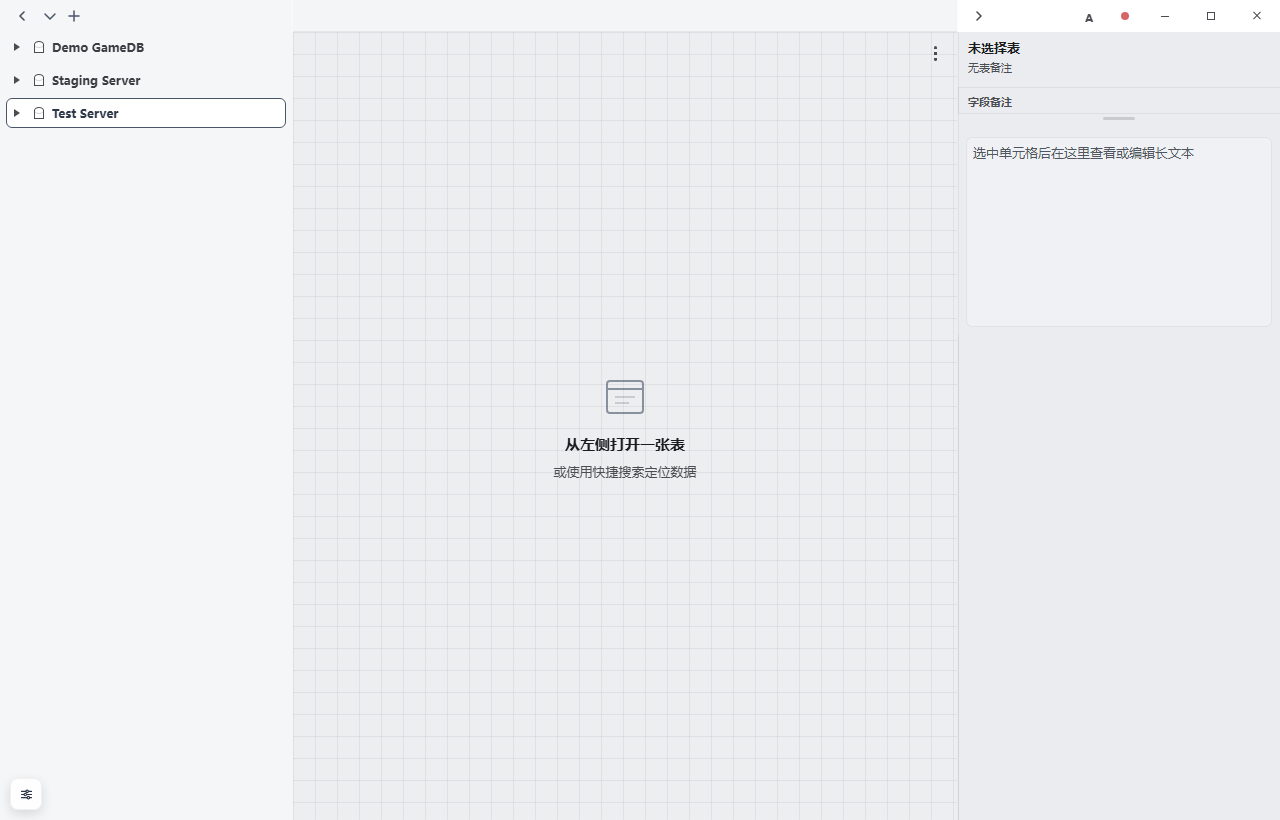 A
Demo GameDB
Staging Server
Test Server
未选择表
无表备注
字段备注
选中单元格后在这里查看或编辑长文本
从左侧打开一张表
或使用快捷搜索定位数据